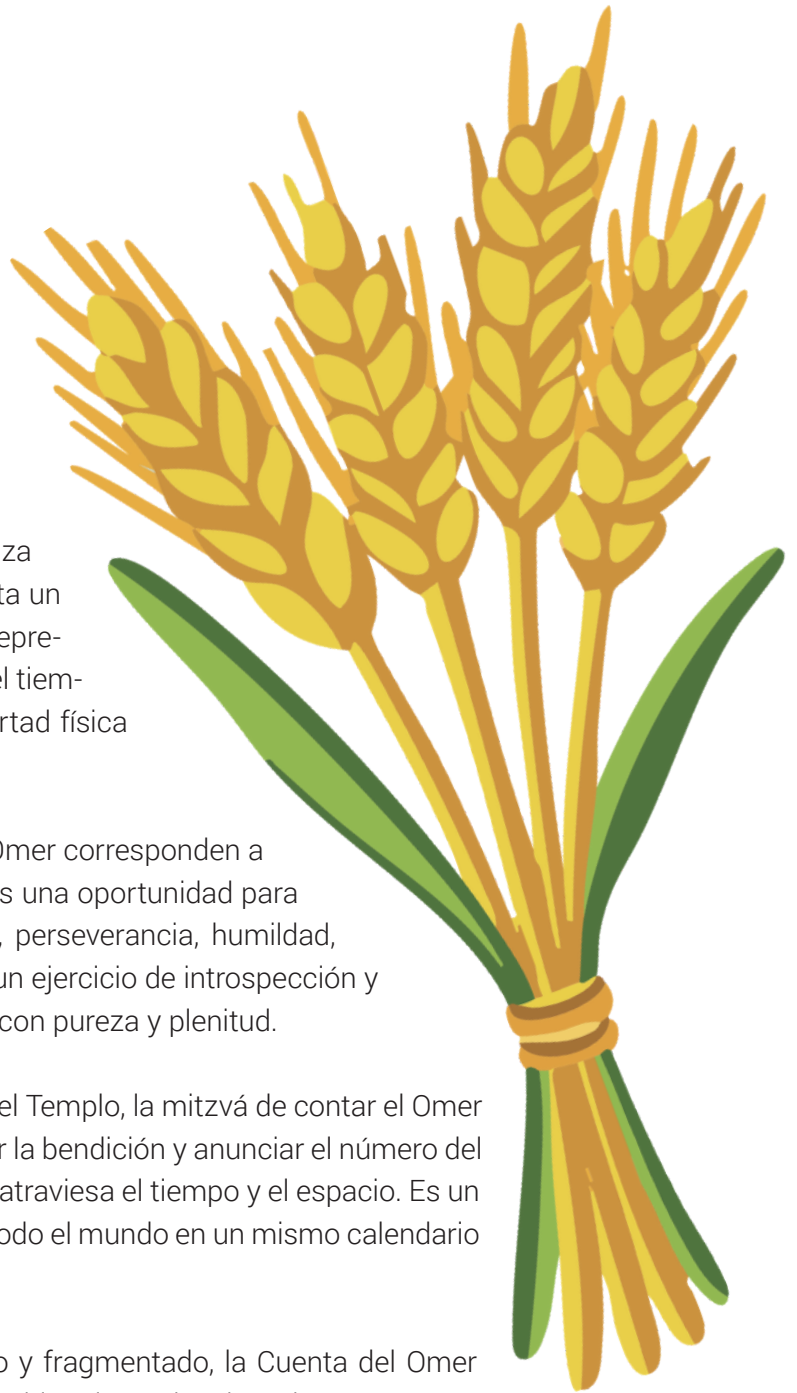 za
ta un
epre-
el tiem-
rtad física
Omer corresponden a
s una oportunidad para
, perseverancia, humildad,
un ejercicio de introspección y
con pureza y plenitud.
el Templo, la mitzvá de contar el Omer
r la bendición y anunciar el número del
atraviesa el tiempo y el espacio. Es un
odo el mundo en un mismo calendario
o y fragmentado, la Cuenta del Omer